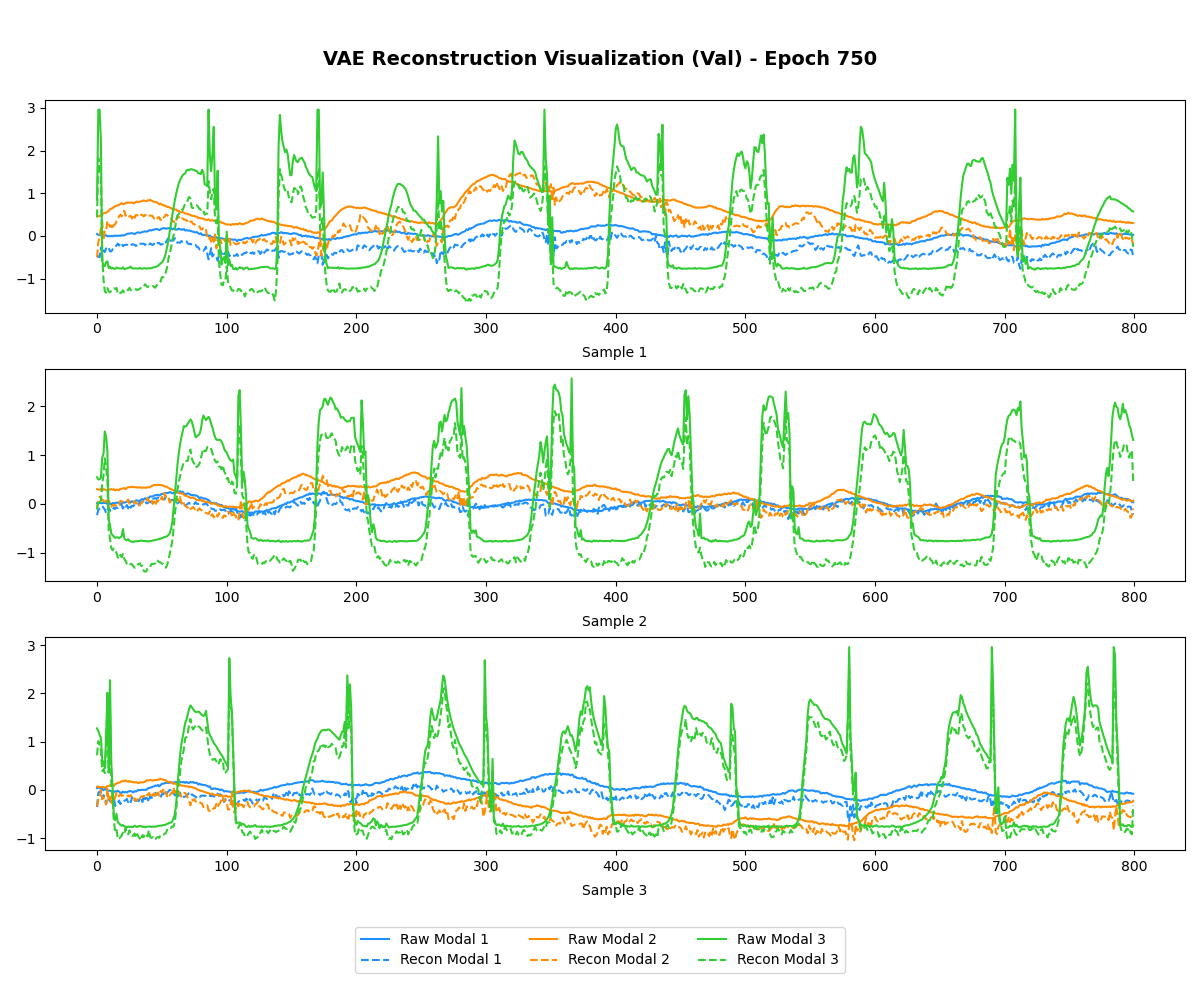 VAE Reconstruction Visualization (Val) - Epoch 750
3
2
1
0
−1
0 100 200 300 400 500 600 700 800
Sample 1
2
1
0
−1
0 100 200 300 400 500 600 700 800
Sample 2
3
2
1
0
−1
0 100 200 300 400 500 600 700 800
Sample 3
Raw Modal 1 Raw Modal 2 Raw Modal 3
Recon Modal 1 Recon Modal 2 Recon Modal 3